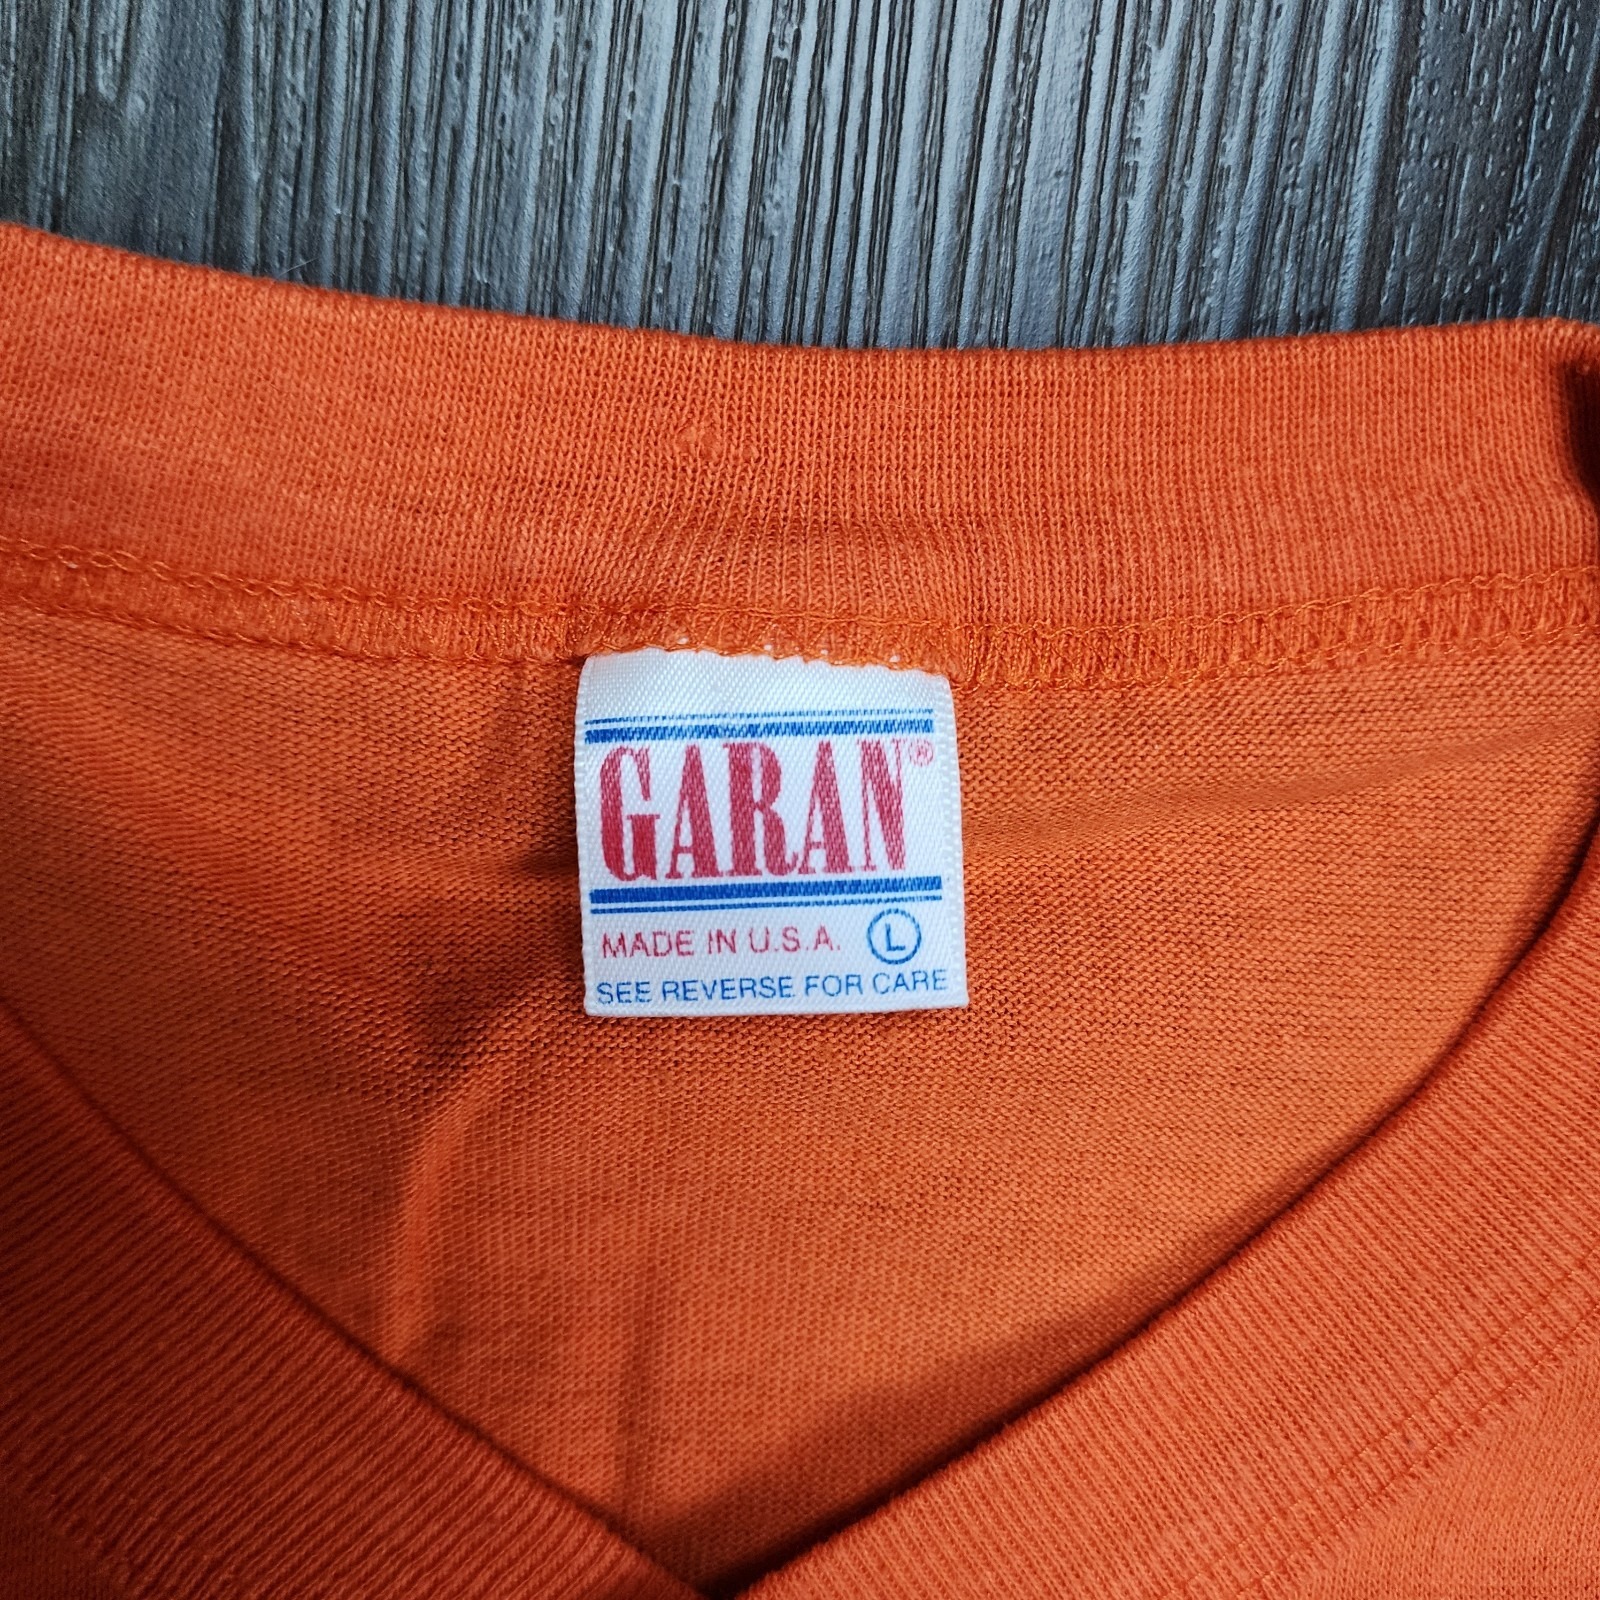 GARAN®
MADE IN U.S.A. L
SEE REVERSE FOR CARE